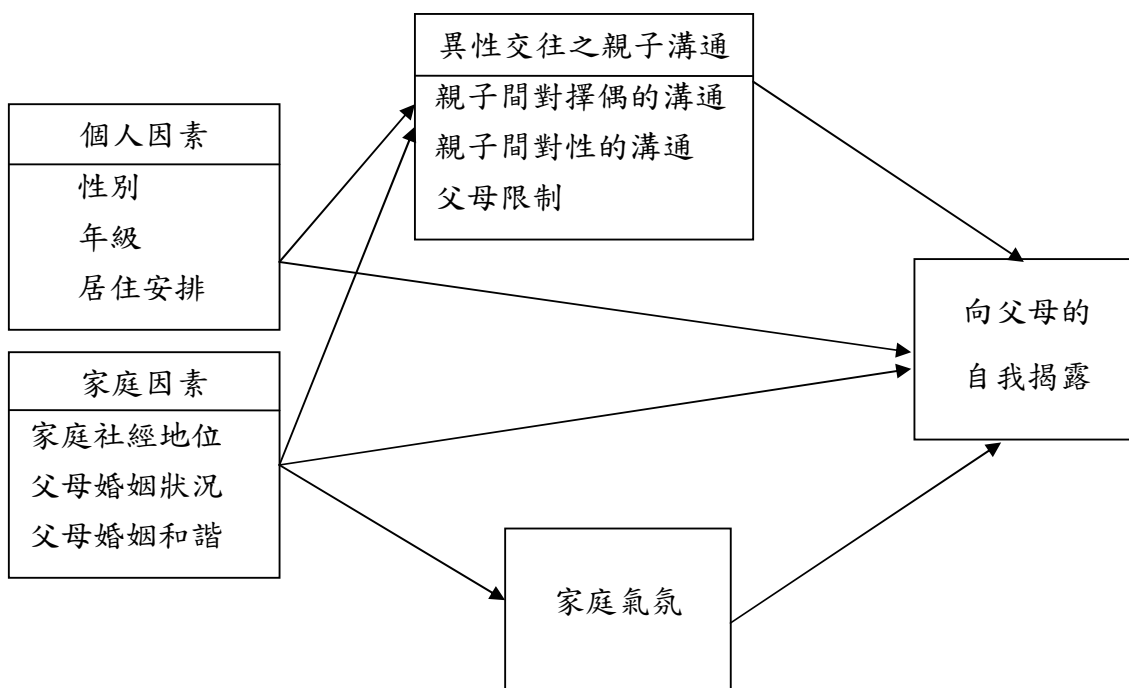 異性交往之親子溝通
親子間對擇偶的溝通
親子間對性的溝通
父母限制
個人因素
性別
年級
居住安排
家庭因素
家庭社經地位
父母婚姻狀況
父母婚姻和諧
家庭氣氛
向父母的
自我揭露